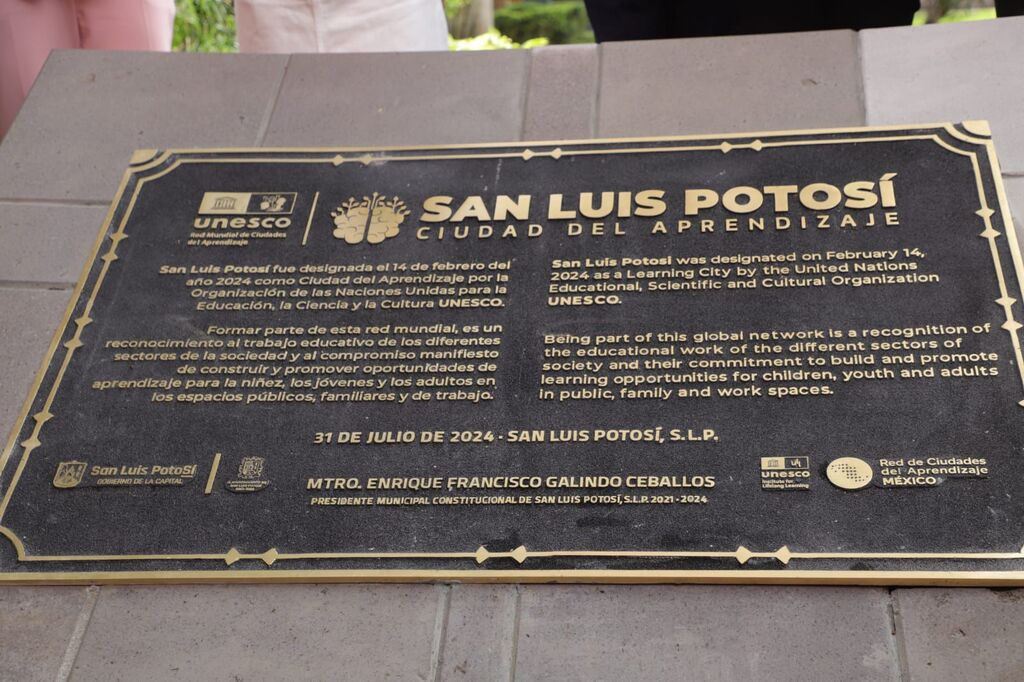 unesco
Red Mundial de Ciudades
del Aprendizaje
SAN LUIS POTOSÍ
CIUDAD DEL APRENDIZAJE
San Luis Potosí fue designada el 14 de febrero del
año 2024 como Ciudad del Aprendizaje por la
Organización de las Naciones Unidas para la
Educación, la Ciencia y la Cultura UNESCO.
Formar parte de esta red mundial, es un
reconocimiento al trabajo educativo de los diferentes
sectores de la sociedad y al compromiso manifiesto
de construir y promover oportunidades de
aprendizaje para la niñez, los jóvenes y los adultos en
los espacios públicos, familiares y de trabajo.
San Luis Potosí was designated on February 14,
2024 as a Learning City by the United Nations
Educational, Scientific and Cultural Organization
UNESCO.
Being part of this global network is a recognition of
the educational work of the different sectors of
society and their commitment to build and promote
learning opportunities for children, youth and adults
in public, family and work spaces.
31 DE JULIO DE 2024 - SAN LUIS POTOSÍ, S.L.P.
San Luis Potosí
GOBIERNO DE LA CAPITAL
MTRO. ENRIQUE FRANCISCO GALINDO CEBALLOS
PRESIDENTE MUNICIPAL CONSTITUCIONAL DE SAN LUIS POTOSÍ, S.L.P. 2021 - 2024
unesco
Institute for
Lifelong Learning
Red de Ciudades
del Aprendizaje
MÉXICO